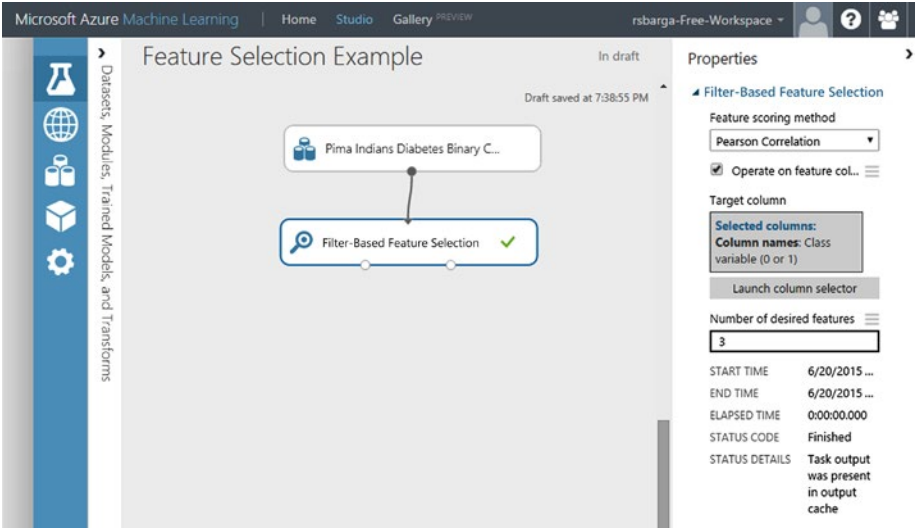 Microsoft Azure Machine Learning | Home Studio Gallery PREVIEW rsbarga-Free-Workspace ?
Datasets, Modules, Trained Models, and Transforms
Feature Selection Example
In draft
Draft saved at 7:38:55 PM
Pima Indians Diabetes Binary C...
Filter-Based Feature Selection
Properties
Filter-Based Feature Selection
Feature scoring method
Pearson Correlation
Operate on feature col...
Target column
Selected columns:
Column names: Class
variable (0 or 1)
Launch column selector
Number of desired features
3
START TIME 6/20/2015 ...
END TIME 6/20/2015 ...
ELAPSED TIME 0:00:00.000
STATUS CODE Finished
STATUS DETAILS Task output
was present
in output
cache